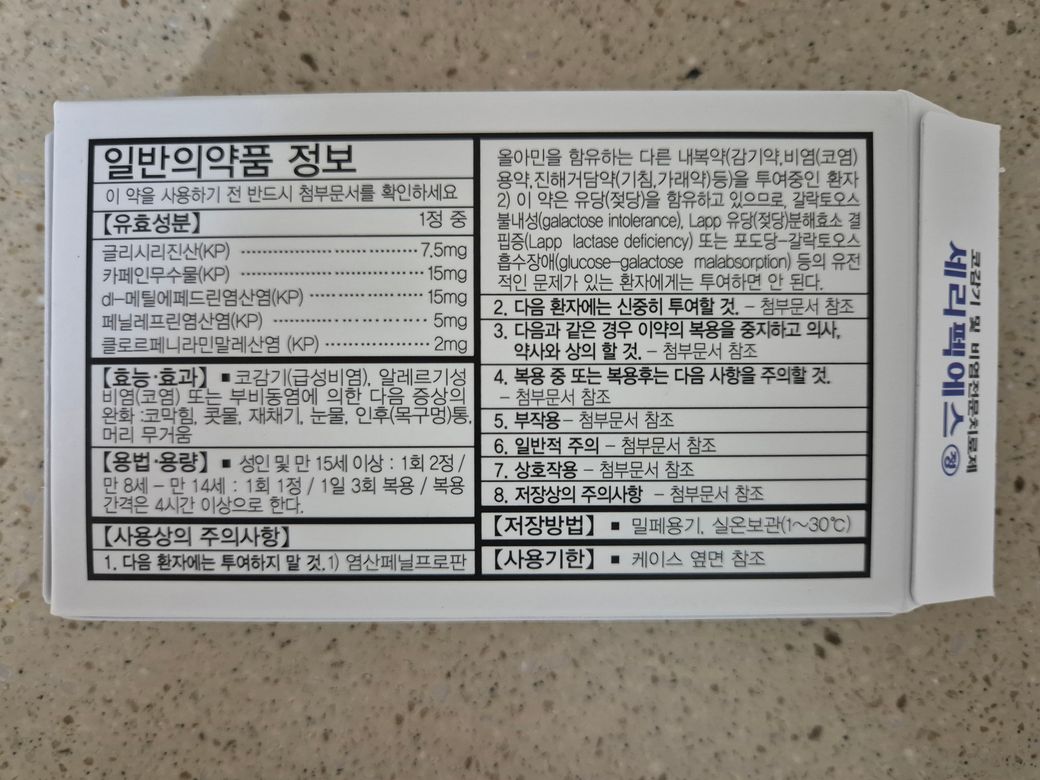 일반의약품 정보
이 약을 사용하기 전 반드시 첨부문서를 확인하세요
【유효성분】 1정 중
글리시리진산(KP) ································ 7.5mg
카페인무수물(KP) ································ 15mg
dl-메틸에페드린염산염(KP) ················ 15mg
페닐레프린염산염(KP) ························ 5mg
클로르페니라민말레산염 (KP) ············ 2mg
【효능·효과】 ■ 코감기(급성비염), 알레르기성
비염(코염) 또는 부비동염에 의한 다음 증상의
완화 :코막힘, 콧물, 재채기, 눈물, 인후(목구멍)통,
머리 무거움
【용법·용량】 ■ 성인 및 만 15세 이상 : 1회 2정 /
만 8세 – 만 14세 : 1회 1정 / 1일 3회 복용 / 복용
간격은 4시간 이상으로 한다.
【사용상의 주의사항】
1. 다음 환자에는 투여하지 말 것. 1) 염산페닐프로판
올아민을 함유하는 다른 내복약(감기약,비염(코염)
용약,진해거담약(기침,가래약)등)을 투여중인 환자
2) 이 약은 유당(젖당)을 함유하고 있으므로, 갈락토오스
불내성(galactose intolerance), Lapp 유당(젖당)분해효소 결
핍증(Lapp lactase deficiency) 또는 포도당-갈락토오스
흡수장애(glucose-galactose malabsorption) 등의 유전
적인 문제가 있는 환자에게는 투여하면 안 된다.
2. 다음 환자에는 신중히 투여할 것. – 첨부문서 참조
3. 다음과 같은 경우 이약의 복용을 중지하고 의사,
약사와 상의 할 것. – 첨부문서 참조
4. 복용 중 또는 복용후는 다음 사항을 주의할 것.
– 첨부문서 참조
5. 부작용 – 첨부문서 참조
6. 일반적 주의 – 첨부문서 참조
7. 상호작용 – 첨부문서 참조
8. 저장상의 주의사항 – 첨부문서 참조
【저장방법】 ■ 밀폐용기, 실온보관(1~30℃)
【사용기한】 ■ 케이스 옆면 참조
코감기 및 비염전문치료제
세리펙에스 정